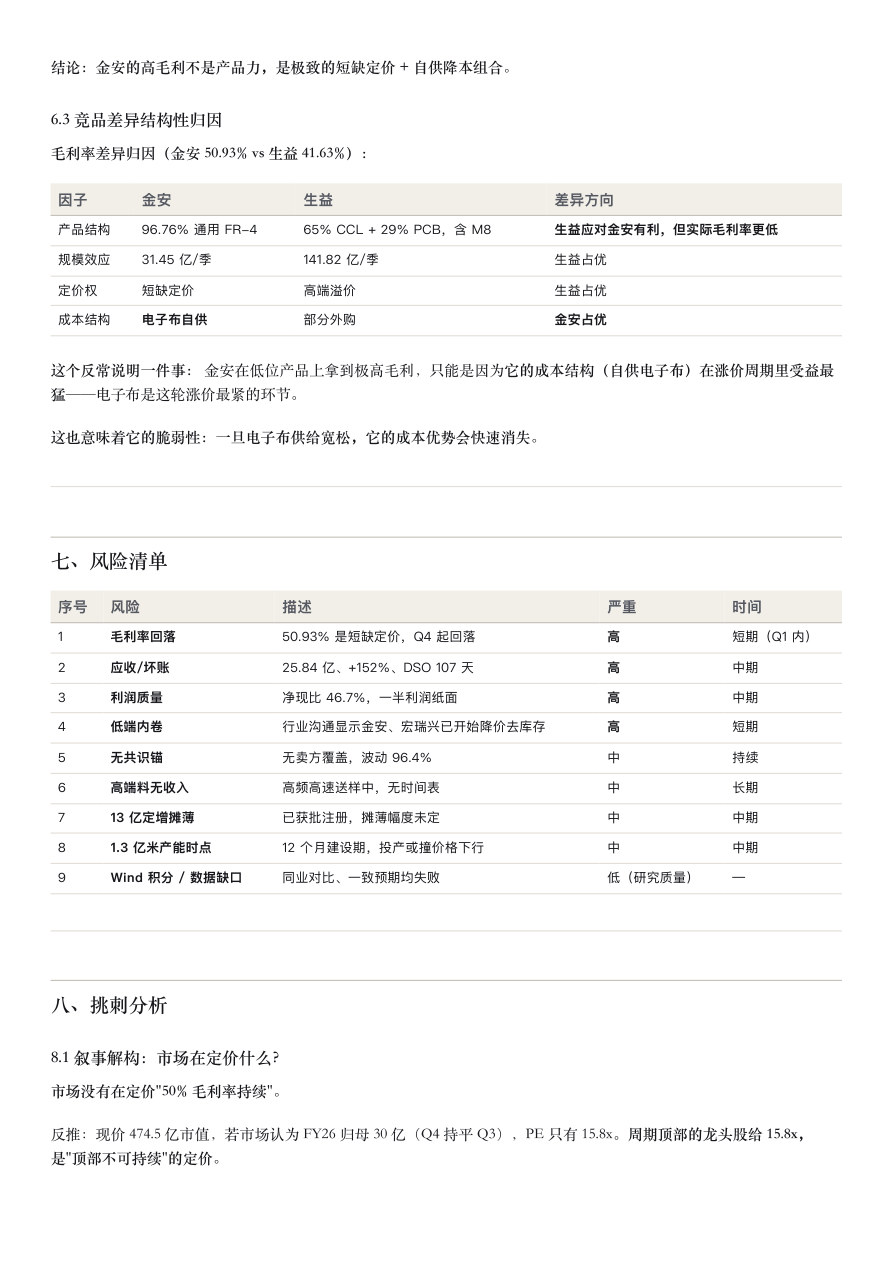 结论：金安的高毛利不是产品力，是极致的短缺定价 + 自供降本组合。
6.3 竞品差异结构性归因
毛利率差异归因（金安 50.93% vs 生益 41.63%）：
因子 金安 生益 差异方向
产品结构 96.76% 通用 FR-4 65% CCL + 29% PCB，含 M8 生益应对金安有利，但实际毛利率更低
规模效应 31.45 亿/季 141.82 亿/季 生益占优
定价权 短缺定价 高端溢价 生益占优
成本结构 电子布自供 部分外购 金安占优
这个反常说明一件事： 金安在低位产品上拿到极高毛利，只能是因为它的成本结构（自供电子布）在涨价周期里受益最
猛——电子布是这轮涨价最紧的环节。
这也意味着它的脆弱性：一旦电子布供给宽松，它的成本优势会快速消失。
七、风险清单
序号 风险 描述 严重 时间
1 毛利率回落 50.93% 是短缺定价，Q4 起回落 高 短期（Q1 内）
2 应收/坏账 25.84 亿、+152%、DSO 107 天 高 中期
3 利润质量 净现比 46.7%，一半利润纸面 高 中期
4 低端内卷 行业沟通显示金安、宏瑞兴已开始降价去库存 高 短期
5 无共识锚 无卖方覆盖，波动 96.4% 中 持续
6 高端料无收入 高频高速送样中，无时间表 中 长期
7 13 亿定增摊薄 已获批注册，摊薄幅度未定 中 中期
8 1.3 亿米产能时点 12 个月建设期，投产或撞价格下行 中 中期
9 Wind 积分 / 数据缺口 同业对比、一致预期均失败 低（研究质量） —
八、挑刺分析
8.1 叙事解构：市场在定价什么?
市场没有在定价"50% 毛利率持续"。
反推：现价 474.5 亿市值，若市场认为 FY26 归母 30 亿（Q4 持平 Q3），PE 只有 15.8x。周期顶部的龙头股给 15.8x，
是"顶部不可持续"的定价。